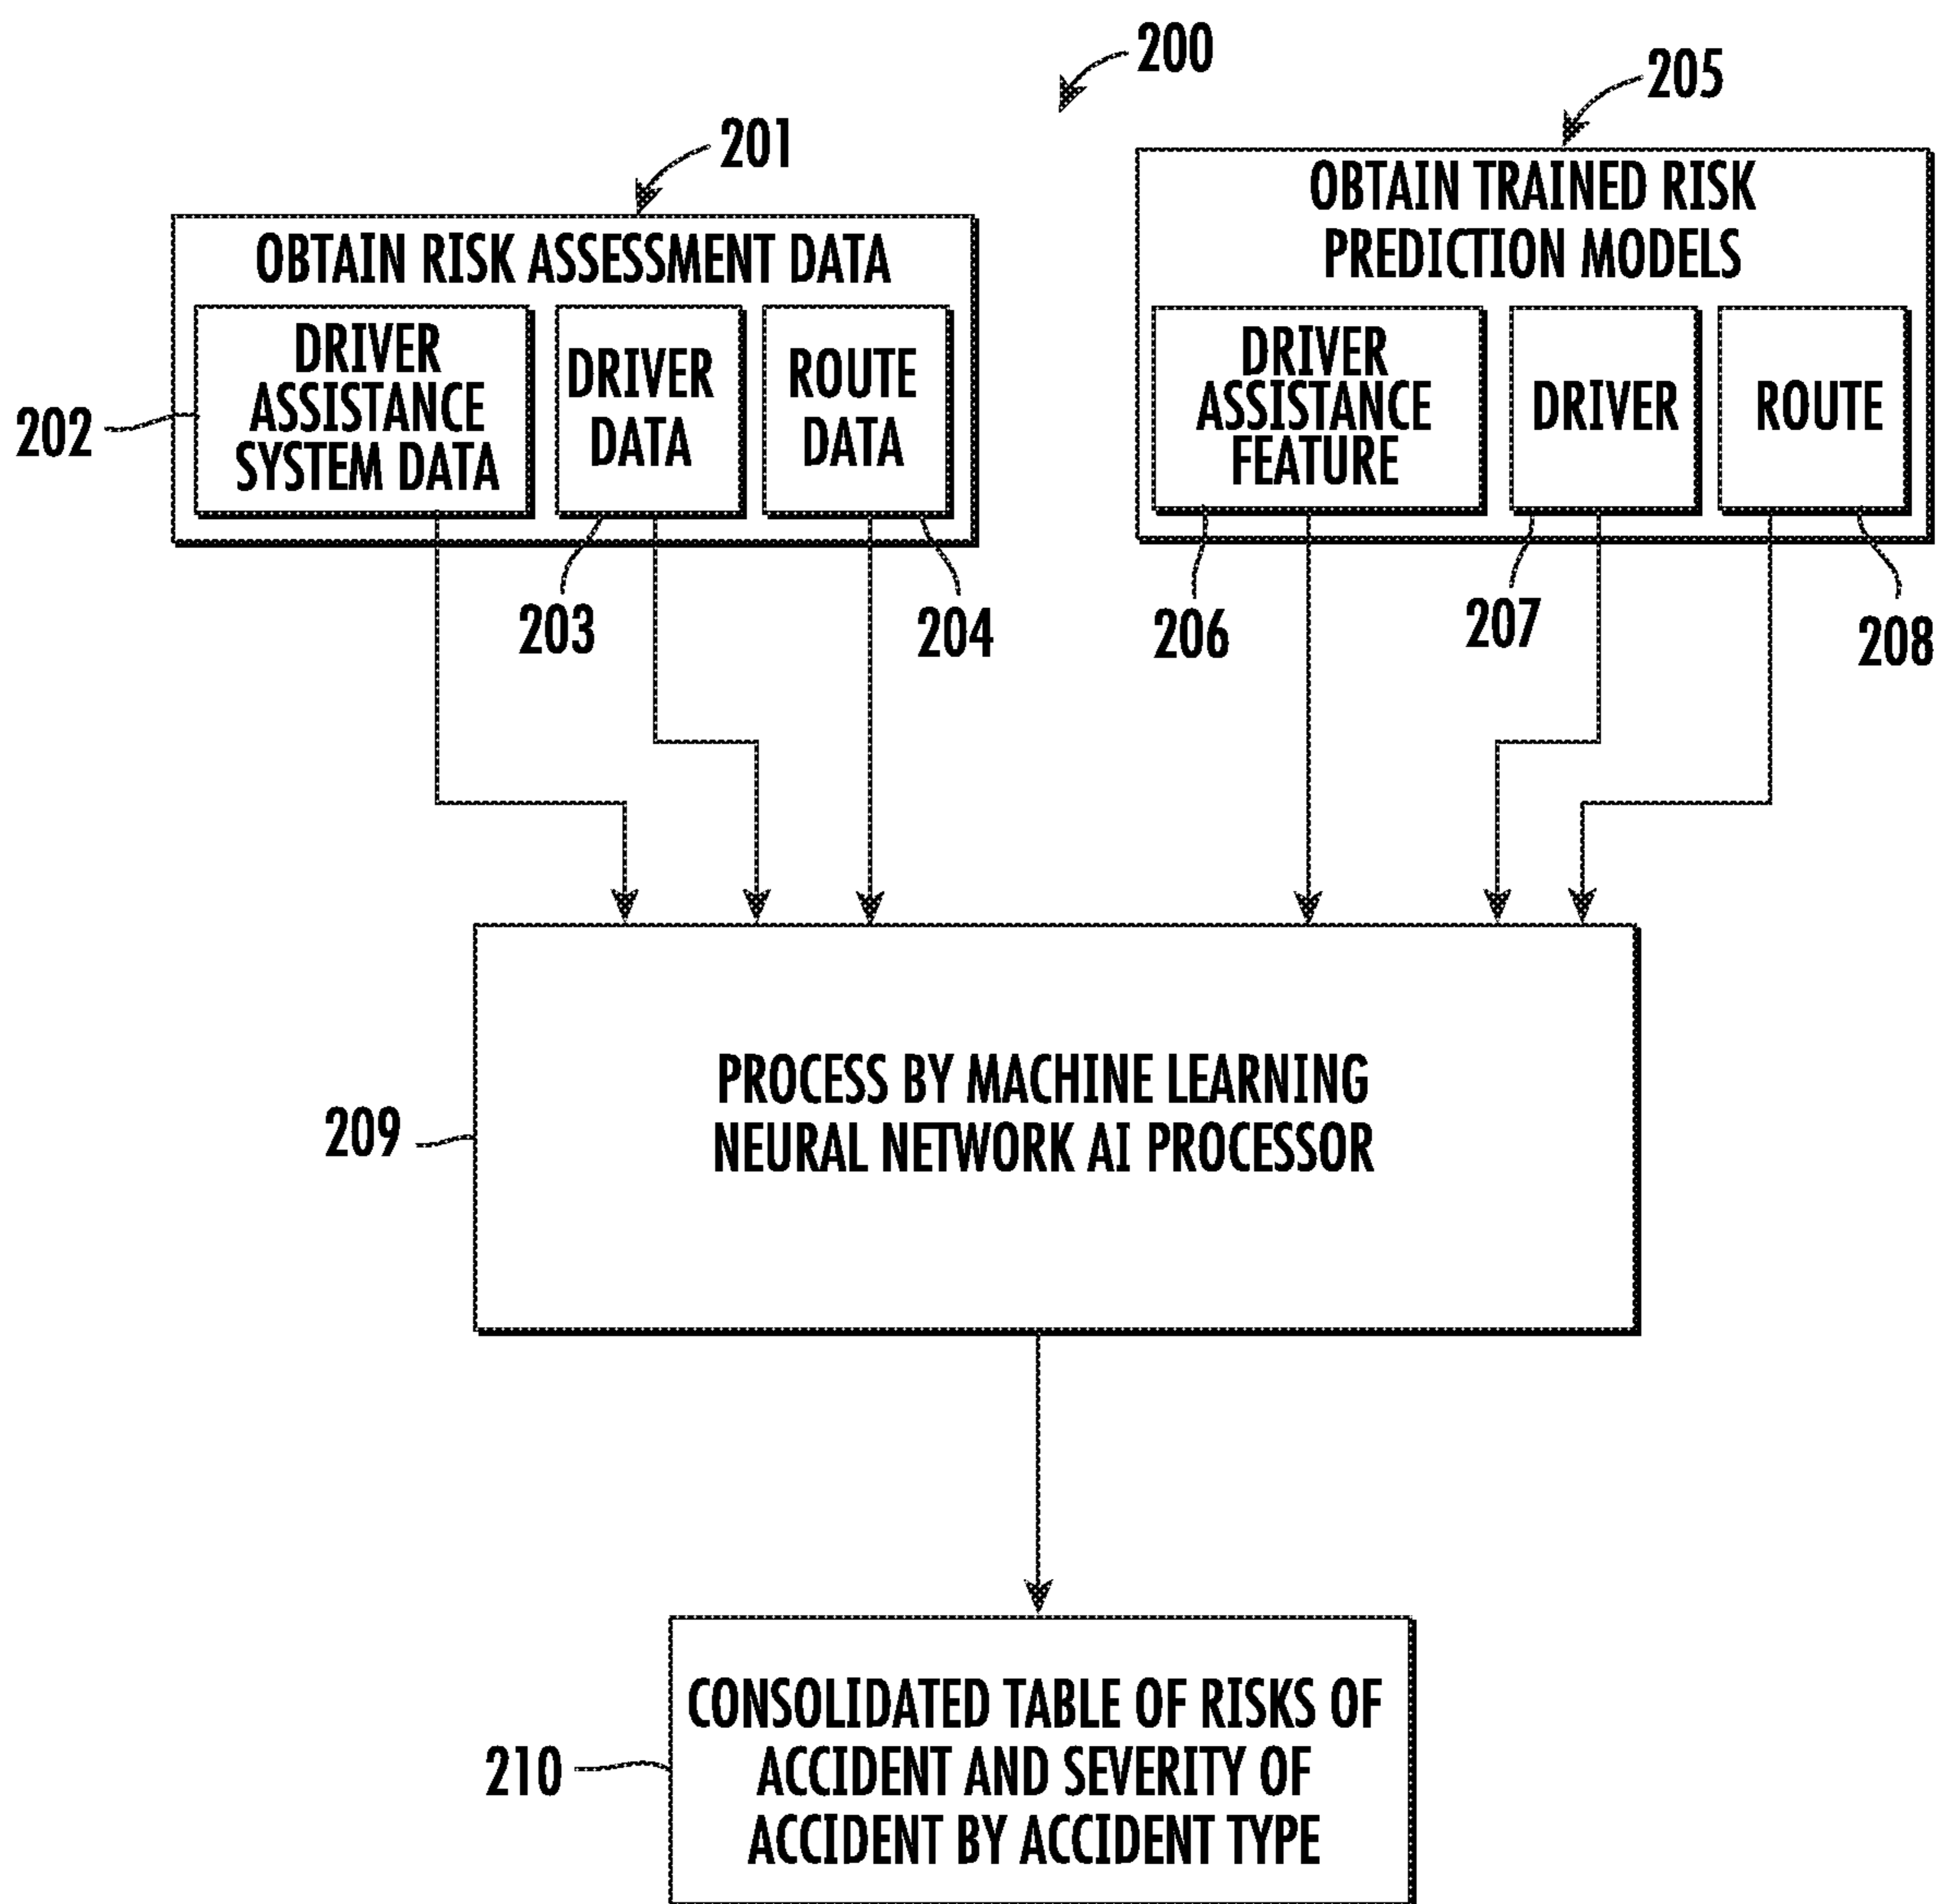 200
201
OBTAIN RISK ASSESSMENT DATA
202
DRIVER
ASSISTANCE
SYSTEM DATA
DRIVER
DATA
ROUTE
DATA
203
204
205
OBTAIN TRAINED RISK
PREDICTION MODELS
DRIVER
ASSISTANCE
FEATURE
DRIVER
ROUTE
206
207
208
209
PROCESS BY MACHINE LEARNING
NEURAL NETWORK AI PROCESSOR
210
CONSOLIDATED TABLE OF RISKS OF
ACCIDENT AND SEVERITY OF
ACCIDENT BY ACCIDENT TYPE